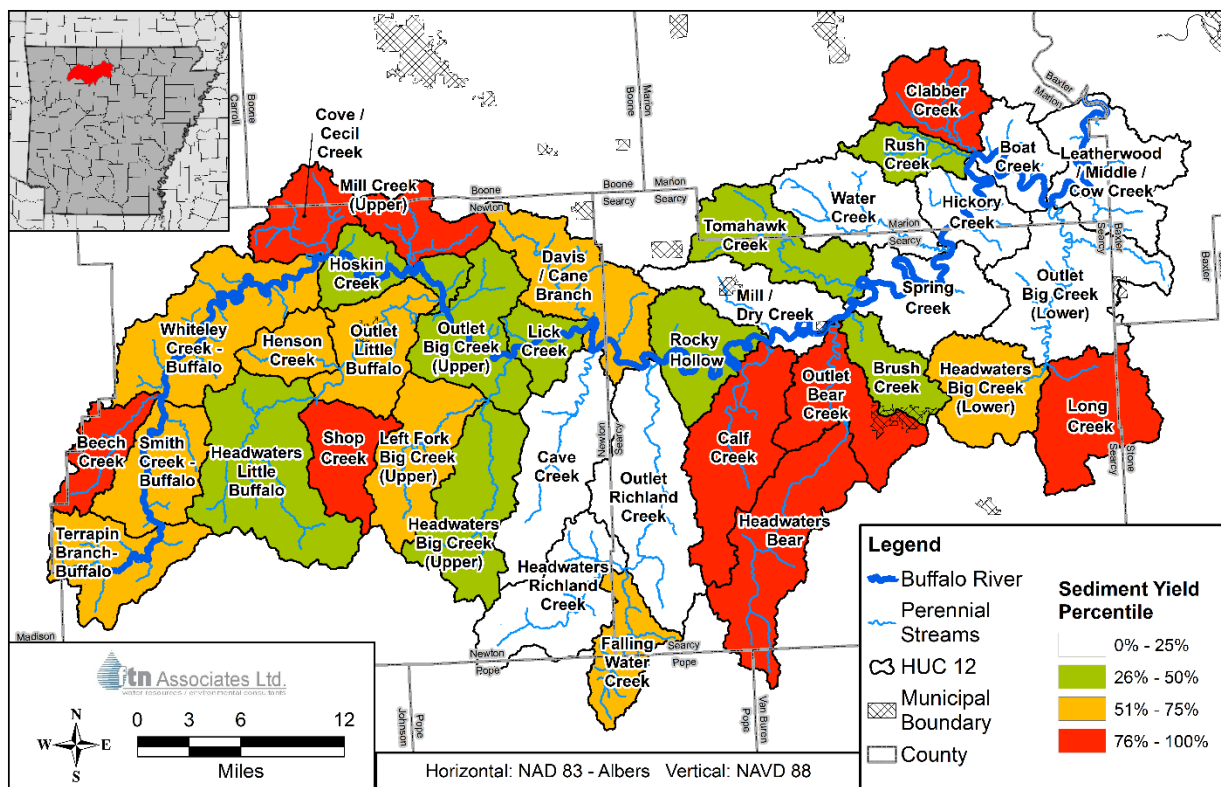 Carroll
Boone
Marion
Boone
Baxter
Marion
Clabber
Creek
Cove /
Cecil
Creek
Rush
Creek
Boat
Creek
Leatherwood
/ Middle /
Cow Creek
Mill Creek
(Upper)
Boone
Newton
Boone
Searcy
Marion
Searcy
Water
Creek
Hickory
Creek
Tomahawk
Creek
Marion
Searcy
Baxter
Searcy
Baxter
Hoskin
Creek
Davis
/ Cane
Branch
Mill /
Dry Creek
Spring
Creek
Outlet
Big Creek
(Lower)
Whiteley
Creek -
Buffalo
Henson
Creek
Outlet
Little
Buffalo
Outlet
Big Creek
(Upper)
Lick
Creek
Rocky
Hollow
Outlet
Bear
Creek
Brush
Creek
Headwaters
Big Creek
(Lower)
Long
Creek
Beech
Creek
Smith
Creek -
Buffalo
Headwaters
Little
Buffalo
Shop
Creek
Left Fork
Big Creek
(Upper)
Newton
Searcy
Calf
Creek
Stone
Searcy
Cave
Creek
Outlet
Richland
Creek
Headwaters
Big Creek
(Upper)
Headwaters
Bear
Terrapin
Branch-
Buffalo
Headwaters
Richland
Creek
Falling
Water
Creek
Madison
Newton
Pope
Searcy
Pope
Johnson
Pope
Pope
Van Buren
ftn Associates Ltd.
water resources / environmental consultants
0 3 6 12
Miles
N
W E
S
Horizontal: NAD 83 - Albers Vertical: NAVD 88
Legend
Buffalo River
Perennial
Streams
HUC 12
Municipal
Boundary
County
Sediment Yield
Percentile
0% - 25%
26% - 50%
51% - 75%
76% - 100%